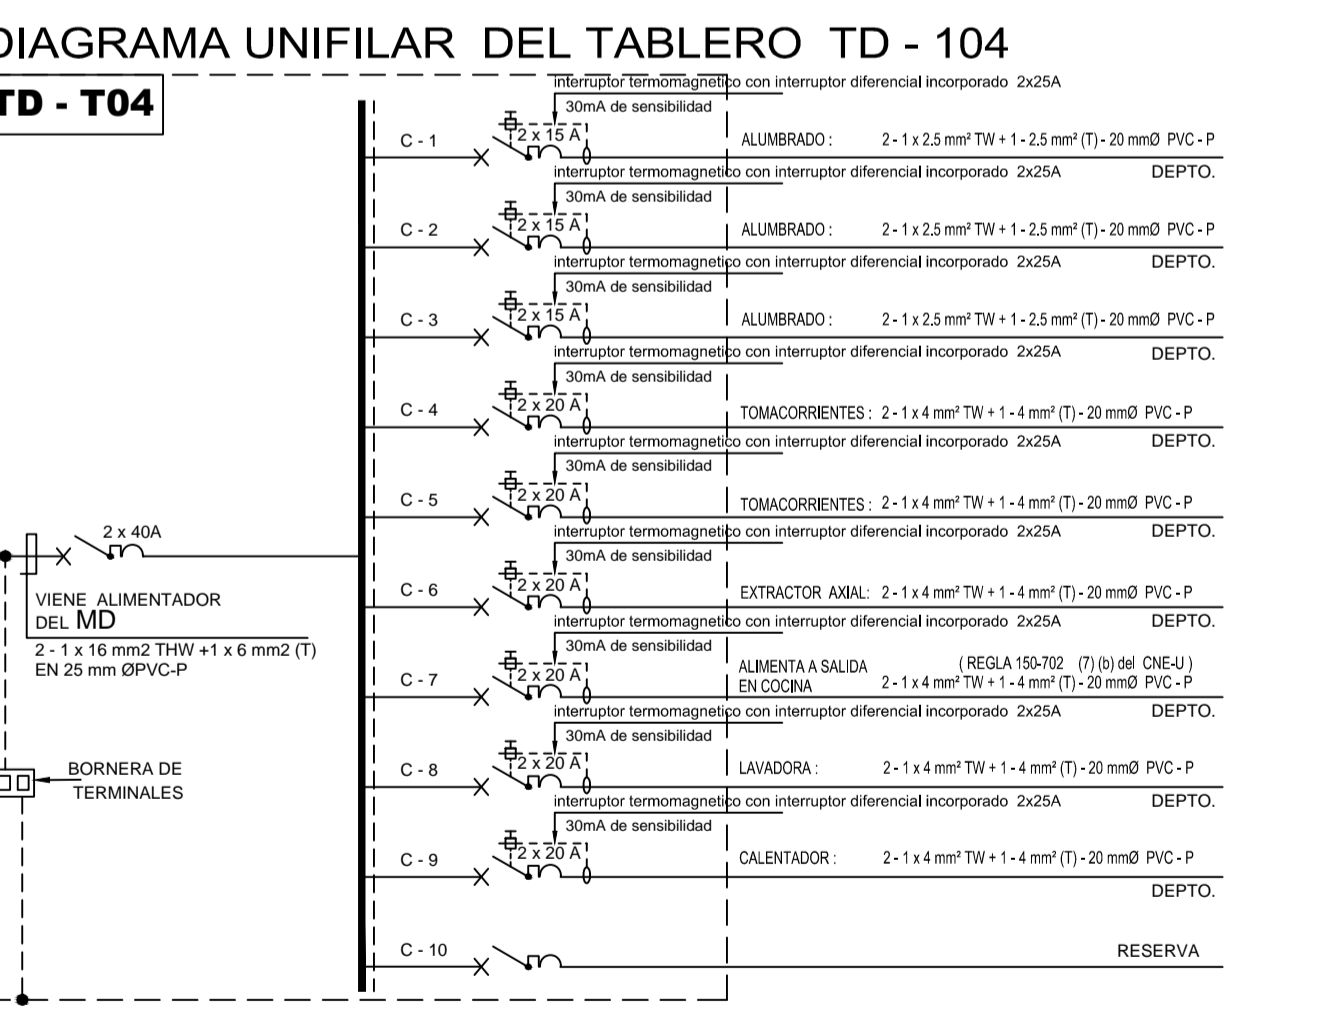 DIAGRAMA UNIFILAR DEL TABLERO TD - 104
TD - T04
interruptor termomagnetico con interruptor diferencial incorporado 2x25A
30mA de sensibilidad
C - 1
2 x 15 A
ALUMBRADO : 2 - 1 x 2.5 mm² TW + 1 - 2.5 mm² (T) - 20 mmØ PVC - P
DEPTO.
interruptor termomagnetico con interruptor diferencial incorporado 2x25A
30mA de sensibilidad
C - 2
2 x 15 A
ALUMBRADO : 2 - 1 x 2.5 mm² TW + 1 - 2.5 mm² (T) - 20 mmØ PVC - P
DEPTO.
interruptor termomagnetico con interruptor diferencial incorporado 2x25A
30mA de sensibilidad
C - 3
2 x 15 A
ALUMBRADO : 2 - 1 x 2.5 mm² TW + 1 - 2.5 mm² (T) - 20 mmØ PVC - P
DEPTO.
interruptor termomagnetico con interruptor diferencial incorporado 2x25A
30mA de sensibilidad
C - 4
2 x 20 A
TOMACORRIENTES : 2 - 1 x 4 mm² TW + 1 - 4 mm² (T) - 20 mmØ PVC - P
DEPTO.
interruptor termomagnetico con interruptor diferencial incorporado 2x25A
30mA de sensibilidad
C - 5
2 x 20 A
TOMACORRIENTES : 2 - 1 x 4 mm² TW + 1 - 4 mm² (T) - 20 mmØ PVC - P
DEPTO.
2 x 40A
VIENE ALIMENTADOR
DEL MD
2 - 1 x 16 mm2 THW +1 x 6 mm2 (T)
EN 25 mm ØPVC-P
interruptor termomagnetico con interruptor diferencial incorporado 2x25A
30mA de sensibilidad
C - 6
2 x 20 A
EXTRACTOR AXIAL: 2 - 1 x 4 mm² TW + 1 - 4 mm² (T) - 20 mmØ PVC - P
DEPTO.
interruptor termomagnetico con interruptor diferencial incorporado 2x25A
30mA de sensibilidad
C - 7
2 x 20 A
ALIMENTA A SALIDA ( REGLA 150-702 (7) (b) del CNE-U )
EN COCINA 2 - 1 x 4 mm² TW + 1 - 4 mm² (T) - 20 mmØ PVC - P
DEPTO.
interruptor termomagnetico con interruptor diferencial incorporado 2x25A
30mA de sensibilidad
C - 8
2 x 20 A
LAVADORA : 2 - 1 x 4 mm² TW + 1 - 4 mm² (T) - 20 mmØ PVC - P
DEPTO.
BORNERA DE
TERMINALES
interruptor termomagnetico con interruptor diferencial incorporado 2x25A
30mA de sensibilidad
C - 9
2 x 20 A
CALENTADOR : 2 - 1 x 4 mm² TW + 1 - 4 mm² (T) - 20 mmØ PVC - P
DEPTO.
C - 10
RESERVA